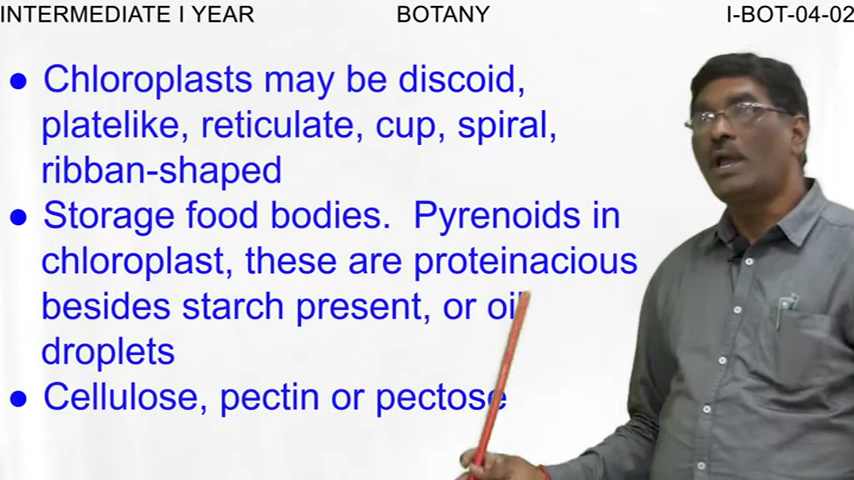 INTERMEDIATE I YEAR BOTANY I-BOT-04-02
● Chloroplasts may be discoid,
platelike, reticulate, cup, spiral,
ribban-shaped
● Storage food bodies. Pyrenoids in
chloroplast, these are proteinacious
besides starch present, or oil
droplets
● Cellulose, pectin or pectose